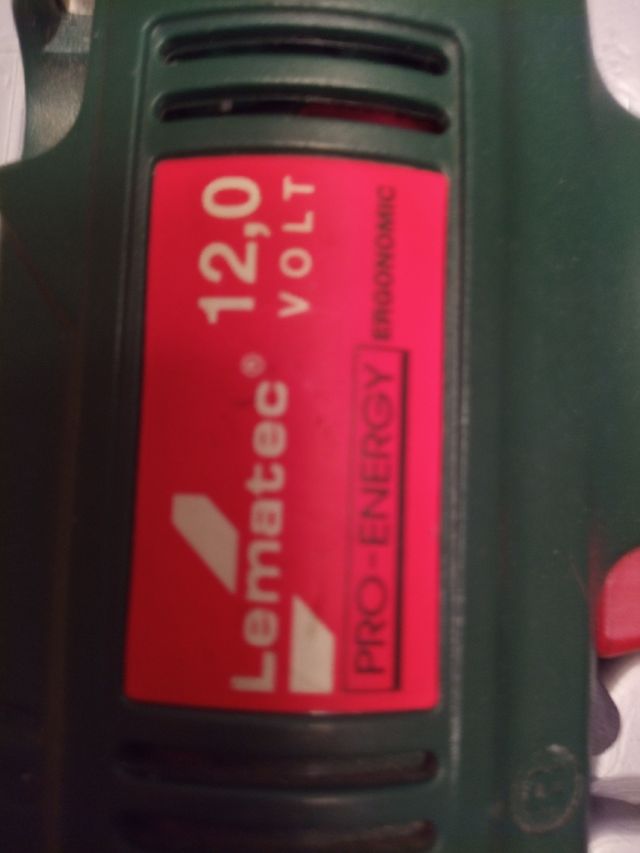 Lematec® 12,0
VOLT
PRO-ENERGY ERGONOMIC